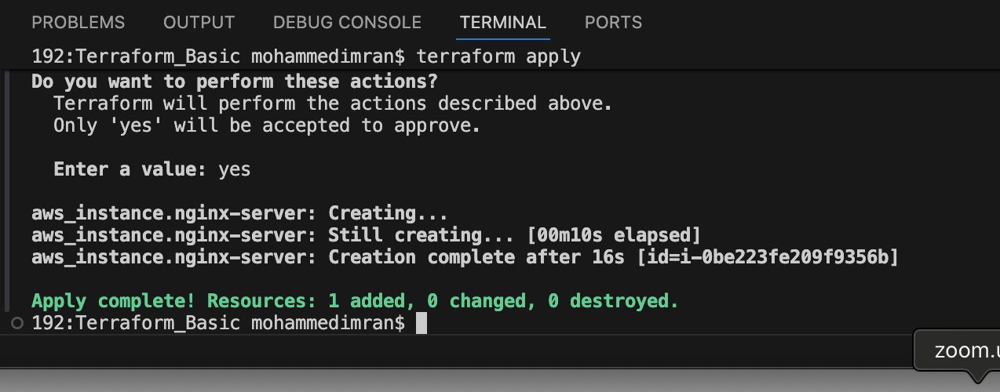 PROBLEMS OUTPUT DEBUG CONSOLE TERMINAL PORTS
192:Terraform_Basic mohammedimran$ terraform apply
Do you want to perform these actions?
Terraform will perform the actions described above.
Only 'yes' will be accepted to approve.
Enter a value: yes
aws_instance.nginx-server: Creating...
aws_instance.nginx-server: Still creating... [00m10s elapsed]
aws_instance.nginx-server: Creation complete after 16s [id=i-0be223fe209f9356b]
Apply complete! Resources: 1 added, 0 changed, 0 destroyed.
192:Terraform_Basic mohammedimran$
zoom.u